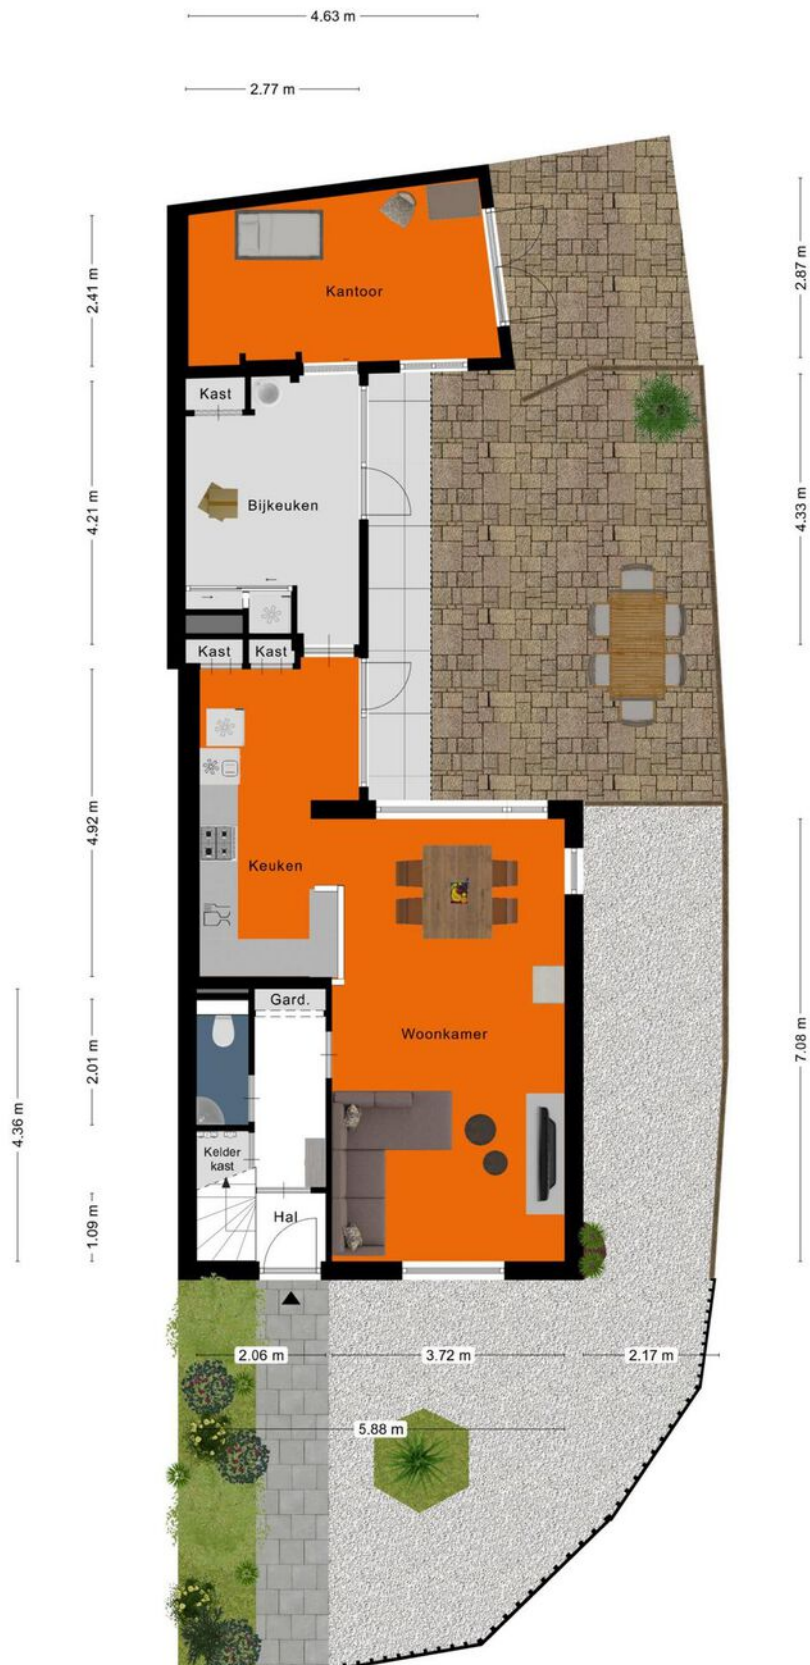 4.63 m
2.77 m
2.41 m
2.87 m
Kantoor
Kast
4.21 m
Bijkeuken
4.33 m
Kast
Kast
4.92 m
Keuken
Gard.
Woonkamer
7.08 m
2.01 m
4.36 m
Kelder
kast
1.09 m
Hal
2.06 m
3.72 m
2.17 m
5.88 m